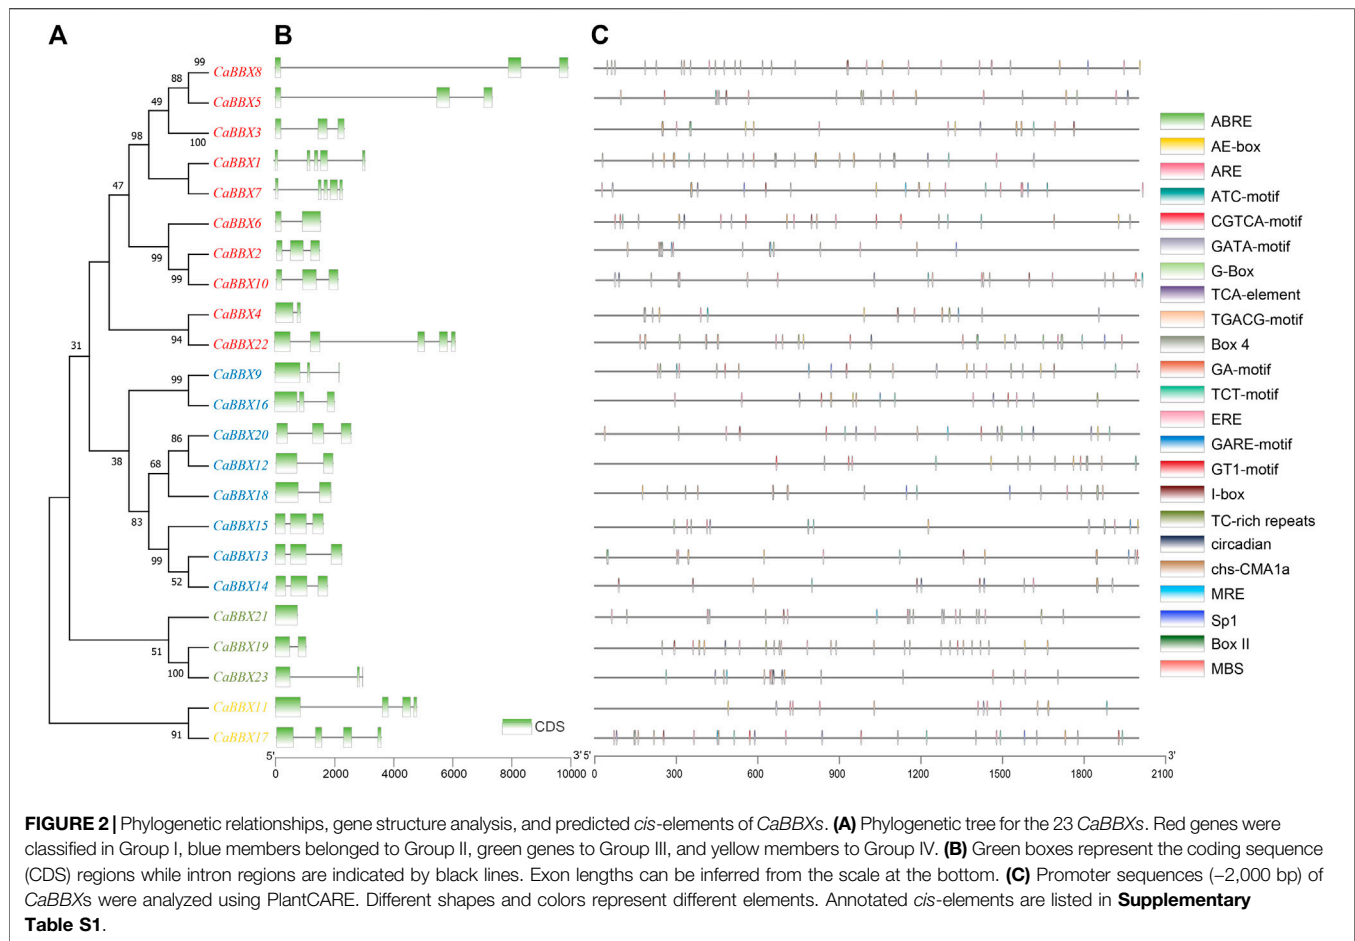 A B C
99
88
49
98
100
47
99
99
94
31
99
86
68
38
83
99
52
51
100
91
CaBBX8
CaBBX5
CaBBX3
CaBBX1
CaBBX7
CaBBX6
CaBBX2
CaBBX10
CaBBX4
CaBBX22
CaBBX9
CaBBX16
CaBBX20
CaBBX12
CaBBX18
CaBBX15
CaBBX13
CaBBX14
CaBBX21
CaBBX19
CaBBX23
CaBBX11
CaBBX17
CDS
5' 3'
0 2000 4000 6000 8000 10000
5' 3'
0 300 600 900 1200 1500 1800 2100
ABRE
AE-box
ARE
ATC-motif
CGTCA-motif
GATA-motif
G-Box
TCA-element
TGACG-motif
Box 4
GA-motif
TCT-motif
ERE
GARE-motif
GT1-motif
I-box
TC-rich repeats
circadian
chs-CMA1a
MRE
Sp1
Box II
MBS
FIGURE 2 | Phylogenetic relationships, gene structure analysis, and predicted cis-elements of CaBBXs. (A) Phylogenetic tree for the 23 CaBBXs. Red genes were
classified in Group I, blue members belonged to Group II, green genes to Group III, and yellow members to Group IV. (B) Green boxes represent the coding sequence
(CDS) regions while intron regions are indicated by black lines. Exon lengths can be inferred from the scale at the bottom. (C) Promoter sequences (−2,000 bp) of
CaBBXs were analyzed using PlantCARE. Different shapes and colors represent different elements. Annotated cis-elements are listed in Supplementary
Table S1.